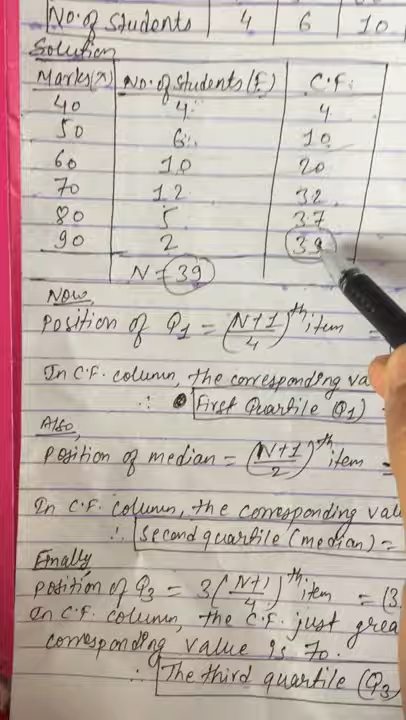 No. of Students 4 6 10
Solution
Marks(x) No. of Students (f) C.F.
40 4 4
50 6 10
60 10 20
70 12 32
80 5 37
90 2 39
N = 39
Now,
Position of Q1 = (N+1/4)th item =
In C.F. column, the corresponding va
∴ First Quartile (Q1)
Also,
position of median = (N+1/2)th item =
In C.F. column, the corresponding valu
∴ Second quartile (median) =
Finally
position of Q3 = 3(N+1/4)th item = (3
In C.F. column, the C.F. just grea
corresponding value is 70.
∴ The third quartile (Q3